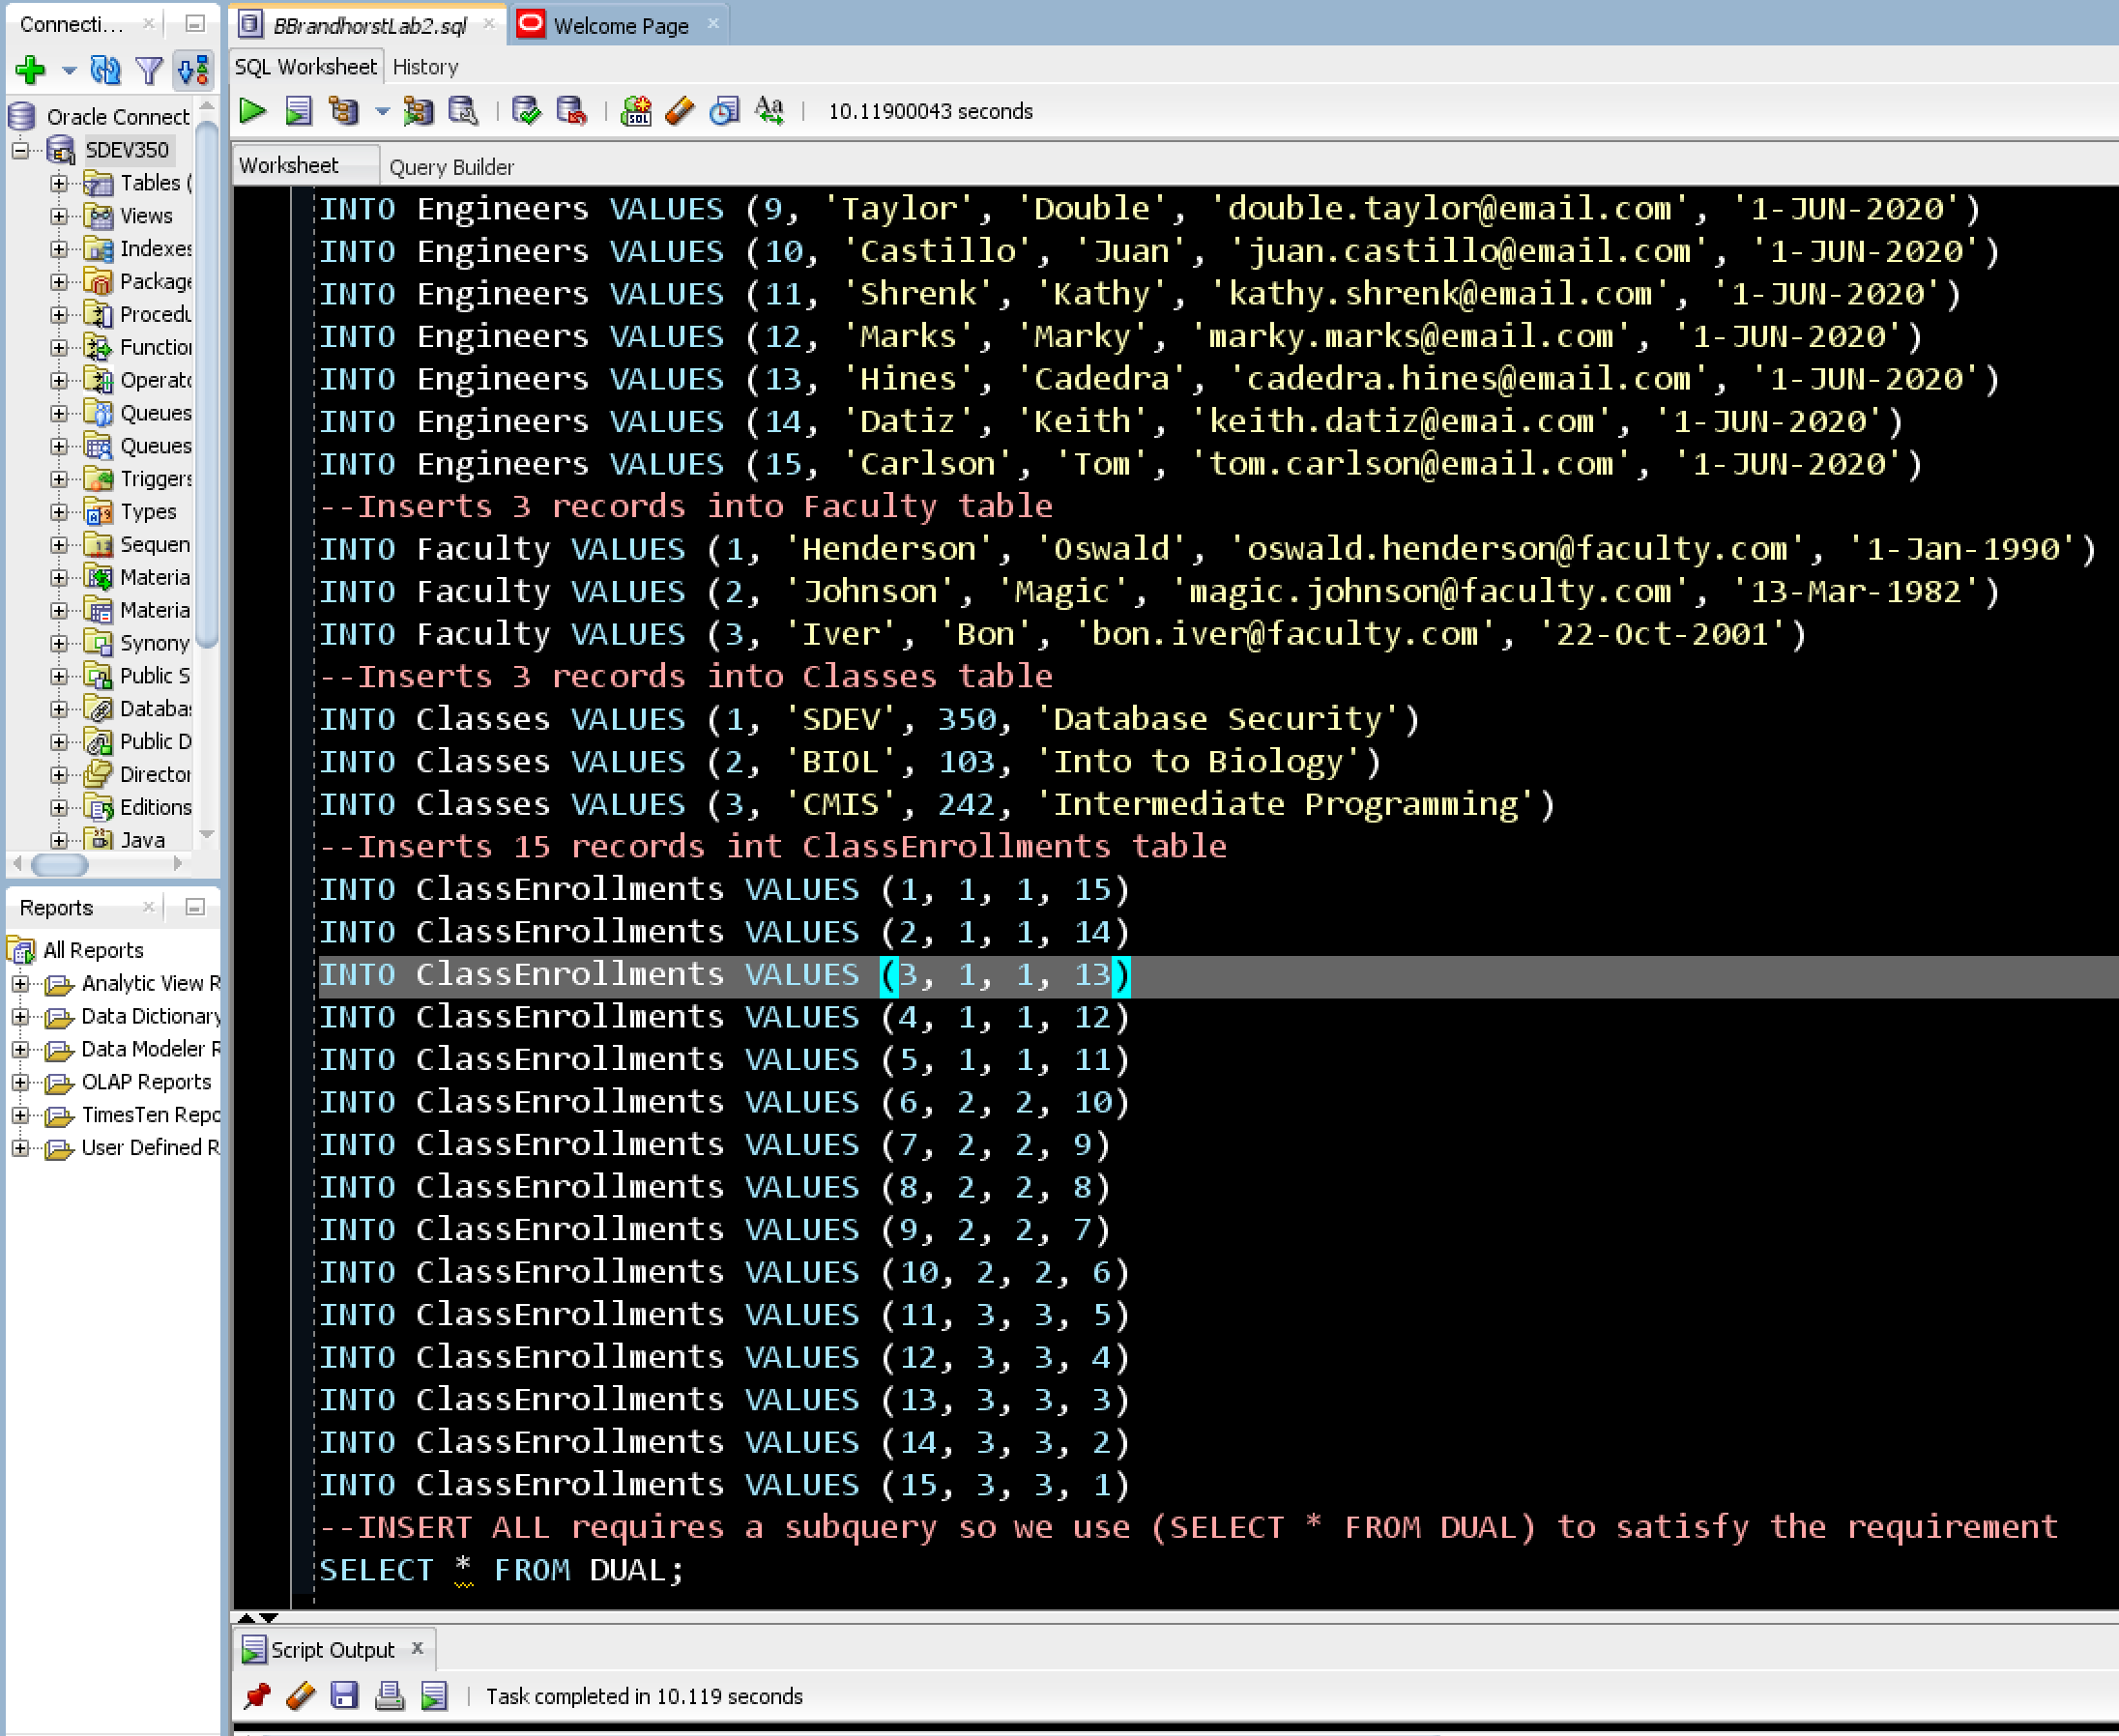 Connecti...
BBrandhorstLab2.sql
Welcome Page
SQL Worksheet History
10.11900043 seconds
Oracle Connect
SDEV350
Tables (
Views
Indexes
Package
Procedu
Function
Operato
Queues
Queues
Triggers
Types
Sequen
Materia
Materia
Synony
Public S
Databas
Public D
Director
Editions
Java
Reports
All Reports
Analytic View R
Data Dictionary
Data Modeler R
OLAP Reports
TimesTen Repo
User Defined R
Worksheet Query Builder
INTO Engineers VALUES (9, 'Taylor', 'Double', 'double.taylor@email.com', '1-JUN-2020')
INTO Engineers VALUES (10, 'Castillo', 'Juan', 'juan.castillo@email.com', '1-JUN-2020')
INTO Engineers VALUES (11, 'Shrenk', 'Kathy', 'kathy.shrenk@email.com', '1-JUN-2020')
INTO Engineers VALUES (12, 'Marks', 'Marky', 'marky.marks@email.com', '1-JUN-2020')
INTO Engineers VALUES (13, 'Hines', 'Cadedra', 'cadedra.hines@email.com', '1-JUN-2020')
INTO Engineers VALUES (14, 'Datiz', 'Keith', 'keith.datiz@emai.com', '1-JUN-2020')
INTO Engineers VALUES (15, 'Carlson', 'Tom', 'tom.carlson@email.com', '1-JUN-2020')
--Inserts 3 records into Faculty table
INTO Faculty VALUES (1, 'Henderson', 'Oswald', 'oswald.henderson@faculty.com', '1-Jan-1990')
INTO Faculty VALUES (2, 'Johnson', 'Magic', 'magic.johnson@faculty.com', '13-Mar-1982')
INTO Faculty VALUES (3, 'Iver', 'Bon', 'bon.iver@faculty.com', '22-Oct-2001')
--Inserts 3 records into Classes table
INTO Classes VALUES (1, 'SDEV', 350, 'Database Security')
INTO Classes VALUES (2, 'BIOL', 103, 'Into to Biology')
INTO Classes VALUES (3, 'CMIS', 242, 'Intermediate Programming')
--Inserts 15 records int ClassEnrollments table
INTO ClassEnrollments VALUES (1, 1, 1, 15)
INTO ClassEnrollments VALUES (2, 1, 1, 14)
INTO ClassEnrollments VALUES (3, 1, 1, 13)
INTO ClassEnrollments VALUES (4, 1, 1, 12)
INTO ClassEnrollments VALUES (5, 1, 1, 11)
INTO ClassEnrollments VALUES (6, 2, 2, 10)
INTO ClassEnrollments VALUES (7, 2, 2, 9)
INTO ClassEnrollments VALUES (8, 2, 2, 8)
INTO ClassEnrollments VALUES (9, 2, 2, 7)
INTO ClassEnrollments VALUES (10, 2, 2, 6)
INTO ClassEnrollments VALUES (11, 3, 3, 5)
INTO ClassEnrollments VALUES (12, 3, 3, 4)
INTO ClassEnrollments VALUES (13, 3, 3, 3)
INTO ClassEnrollments VALUES (14, 3, 3, 2)
INTO ClassEnrollments VALUES (15, 3, 3, 1)
--INSERT ALL requires a subquery so we use (SELECT * FROM DUAL) to satisfy the requirement
SELECT * FROM DUAL;
Script Output
Task completed in 10.119 seconds